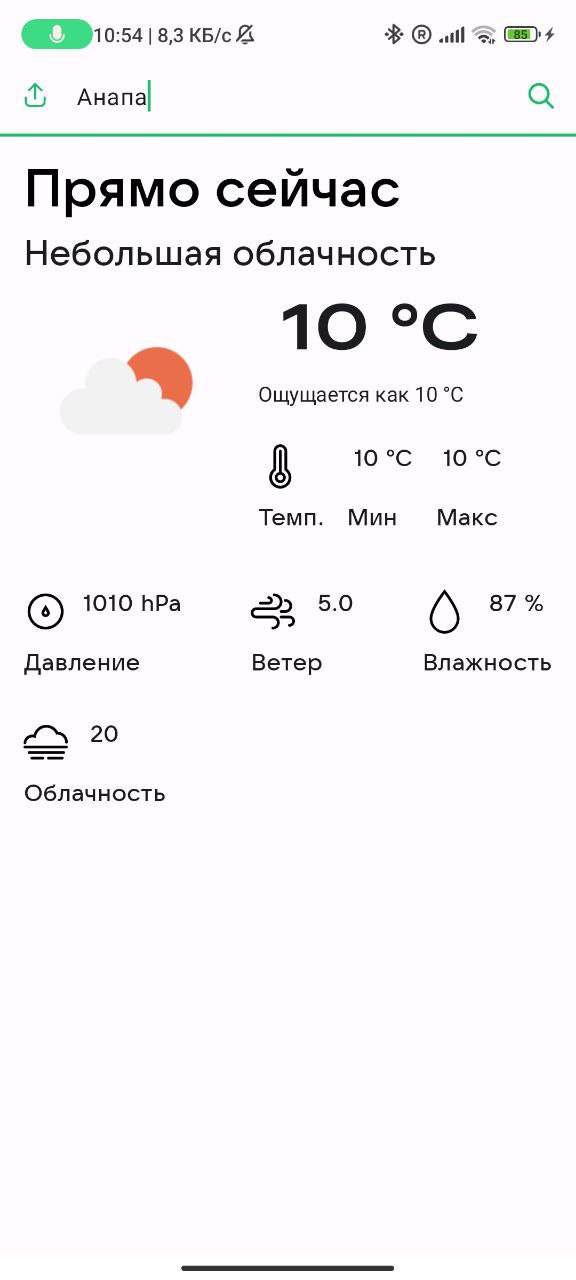 10:54 | 8,3 КБ/с
85
Анапа
Прямо сейчас
Небольшая облачность
10 °C
Ощущается как 10 °C
10 °C 10 °C
Темп. Мин Макс
1010 hPa 5.0 87 %
Давление Ветер Влажность
20
Облачность